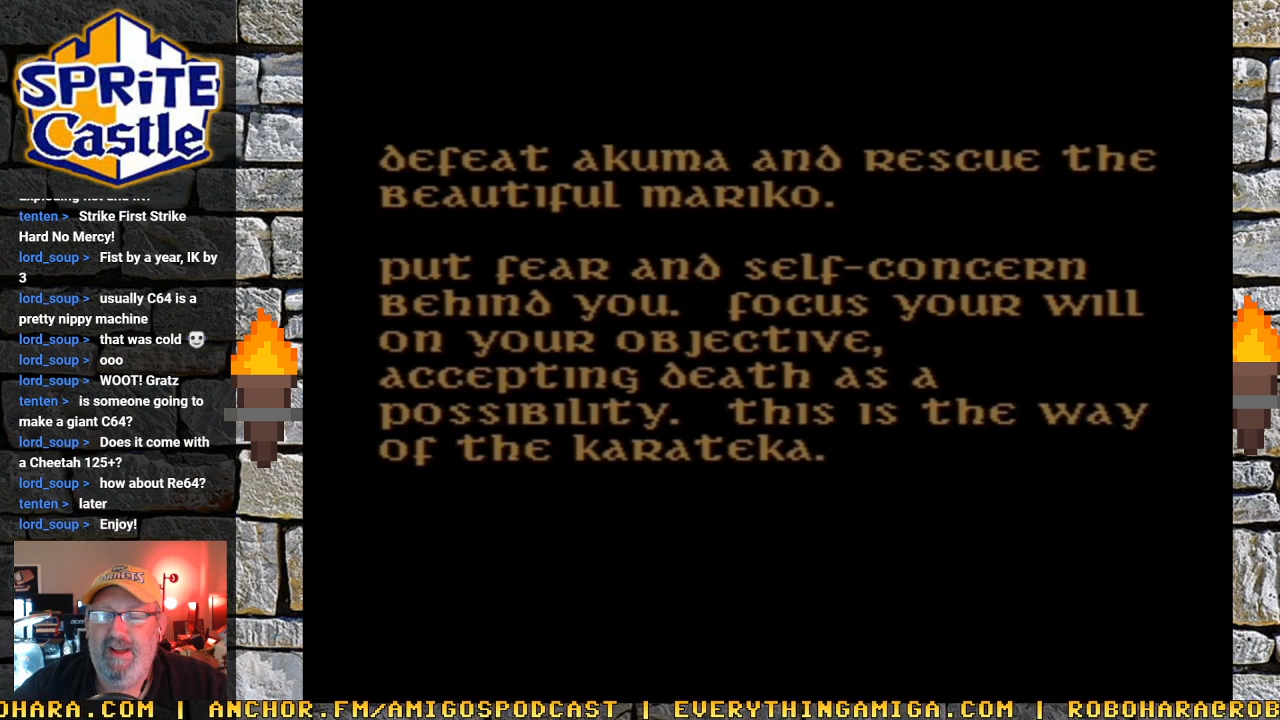 SPRiTE
Castle
tenten > Strike First Strike
Hard No Mercy!
lord_soup > Fist by a year, IK by
3
lord_soup > usually C64 is a
pretty nippy machine
lord_soup > that was cold 💀
lord_soup > ooo
lord_soup > WOOT! Gratz
tenten > is someone going to
make a giant C64?
lord_soup > Does it come with
a Cheetah 125+?
lord_soup > how about Re64?
tenten > later
lord_soup > Enjoy!
defeat akuma and rescue the
beautiful mariko.
put fear and self-concern
behind you. focus your will
on your objective,
accepting death as a
possibility. this is the way
of the karateka.
OHARA.COM | ANCHOR.FM/AMIGOSPODCAST | EVERYTHINGAMIGA.COM | ROBOHARA@ROB